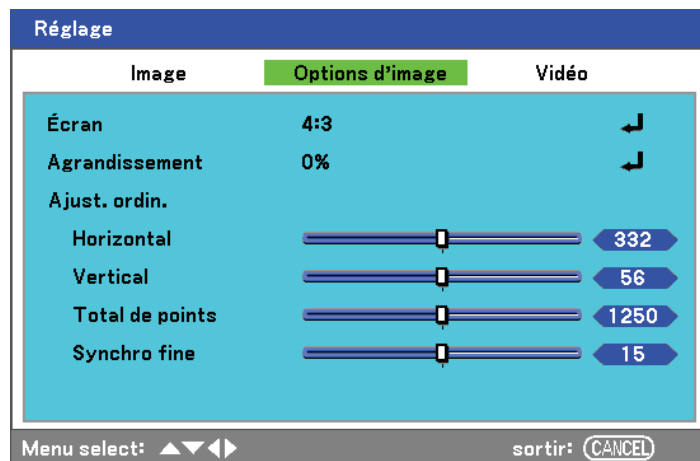 Réglage
Image Options d'image Vidéo
Écran 4:3
Agrandissement 0%
Ajust. ordin.
Horizontal 332
Vertical 56
Total de points 1250
Synchro fine 15
Menu select: ▲▼◀▶ sortir: CANCEL